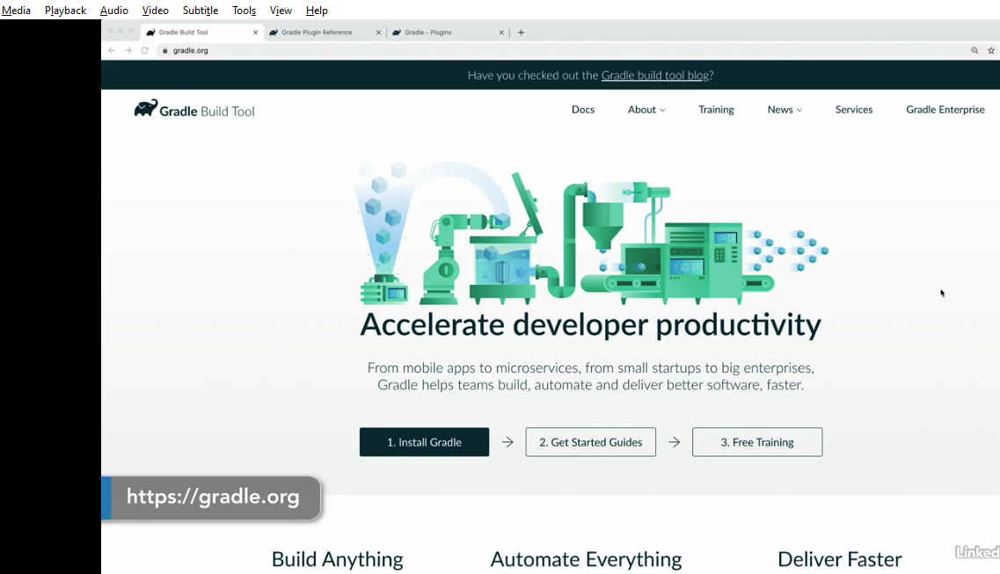 Media Playback Audio Video Subtitle Tools View Help
Gradle Build Tool Gradle Plugin Reference Gradle - Plugins
gradle.org
Have you checked out the Gradle build tool blog?
Gradle Build Tool Docs About Training News Services Gradle Enterprise
Accelerate developer productivity
From mobile apps to microservices, from small startups to big enterprises,
Gradle helps teams build, automate and deliver better software, faster.
1. Install Gradle 2. Get Started Guides 3. Free Training
https://gradle.org
Build Anything Automate Everything Deliver Faster
Linked